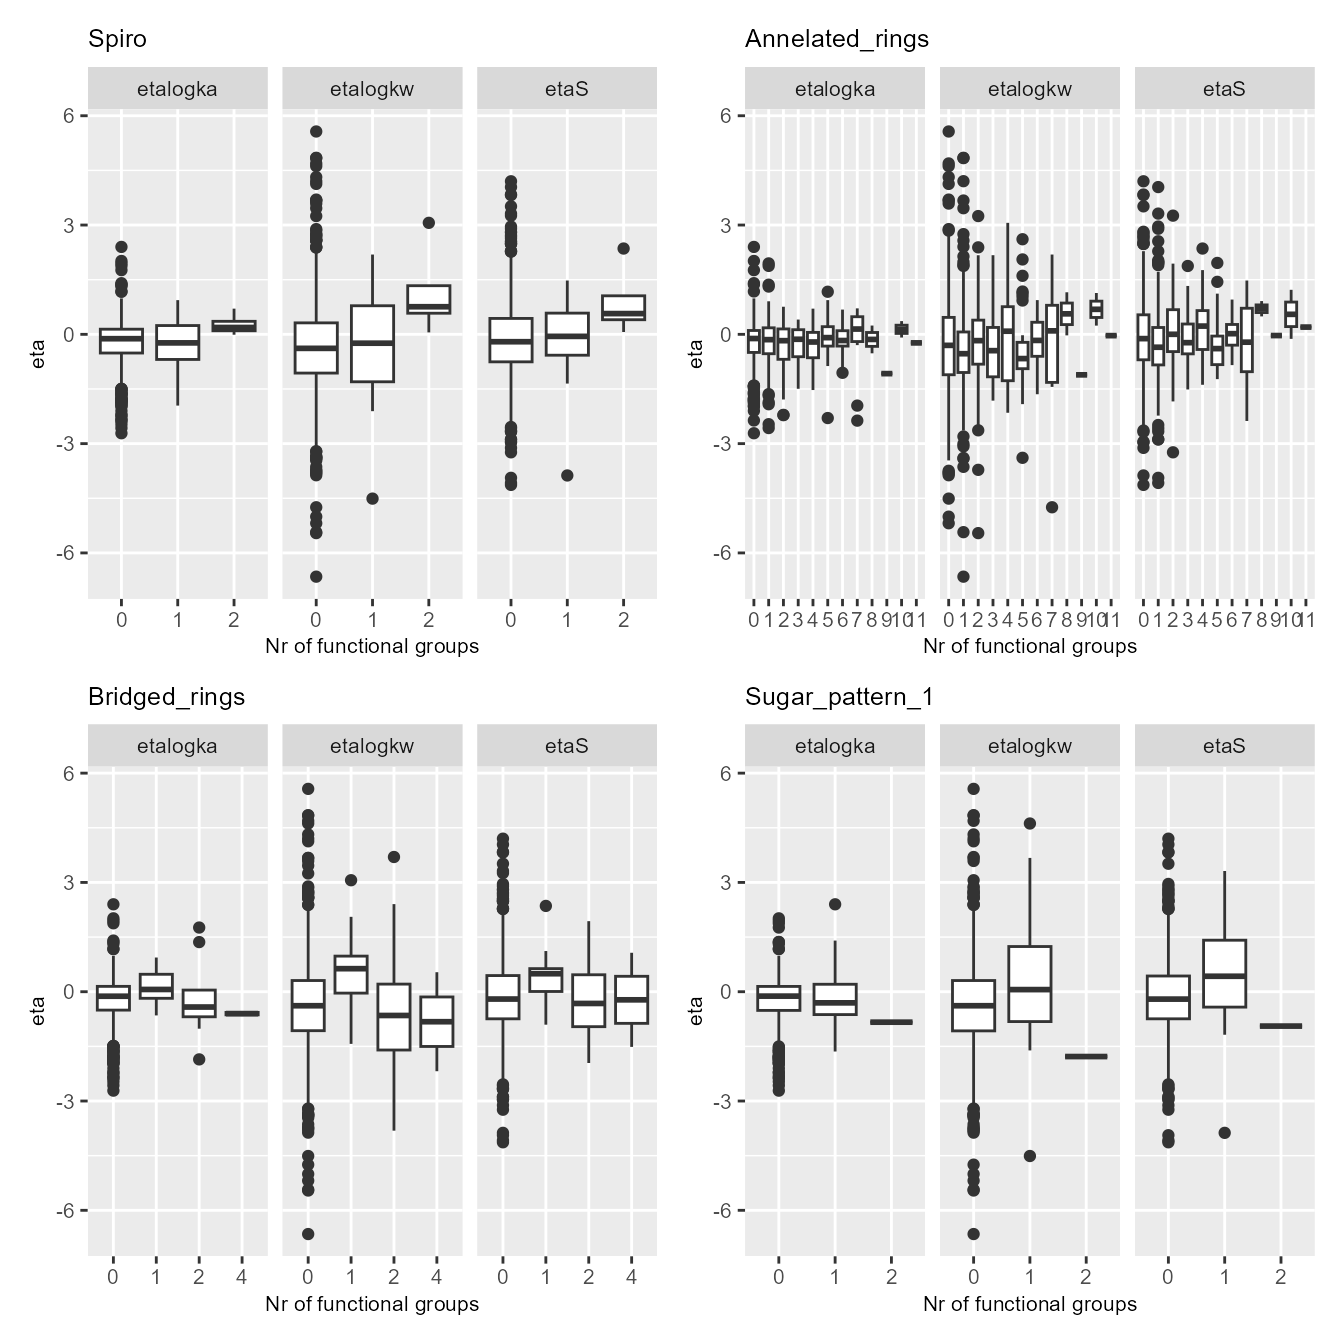 Spiro
etalogka etalogkw etaS
6
3
0
-3
-6
eta
0 1 2 0 1 2 0 1 2
Nr of functional groups
Annelated_rings
etalogka etalogkw etaS
6
3
0
-3
-6
eta
0 1 2 3 4 5 6 7 8 9 10 11 0 1 2 3 4 5 6 7 8 9 10 11 0 1 2 3 4 5 6 7 8 9 10 11
Nr of functional groups
Bridged_rings
etalogka etalogkw etaS
6
3
0
-3
-6
eta
0 1 2 4 0 1 2 4 0 1 2 4
Nr of functional groups
Sugar_pattern_1
etalogka etalogkw etaS
6
3
0
-3
-6
eta
0 1 2 0 1 2 0 1 2
Nr of functional groups